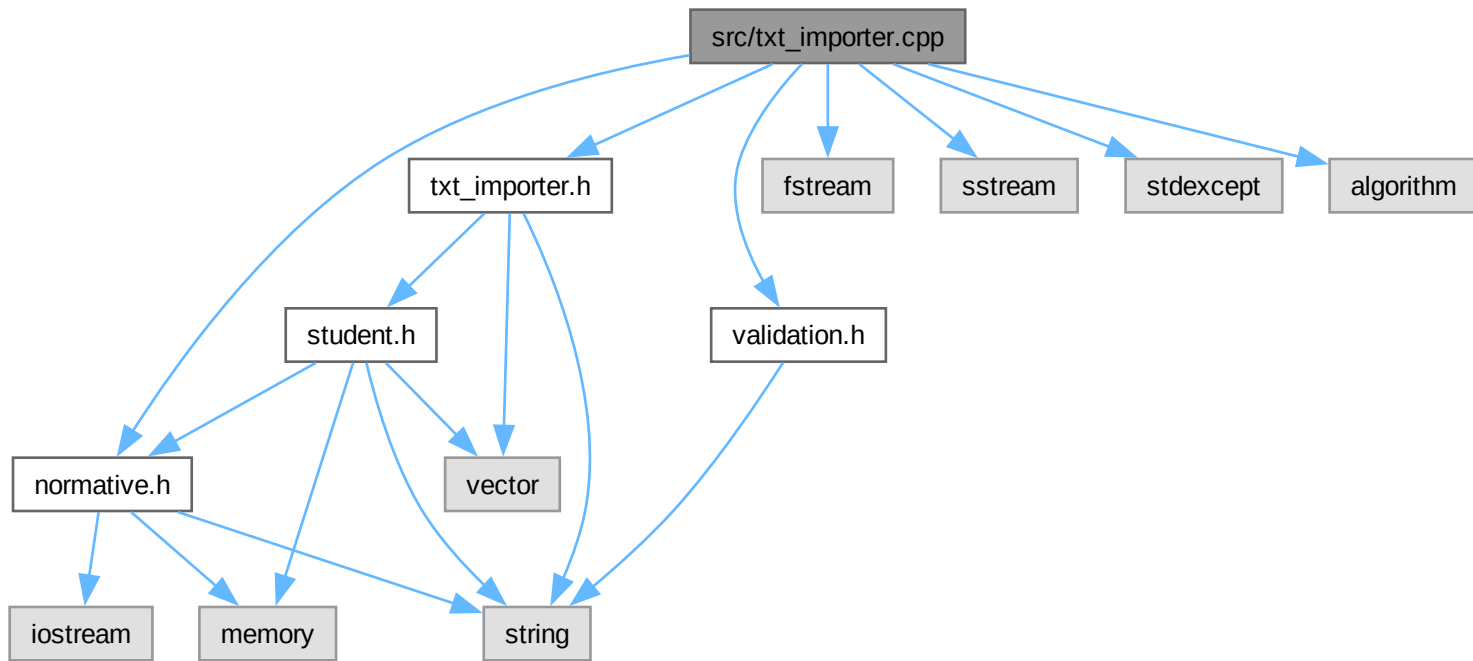 src/txt_importer.cpp
txt_importer.h
fstream
sstream
stdexcept
algorithm
student.h
validation.h
normative.h
vector
iostream
memory
string